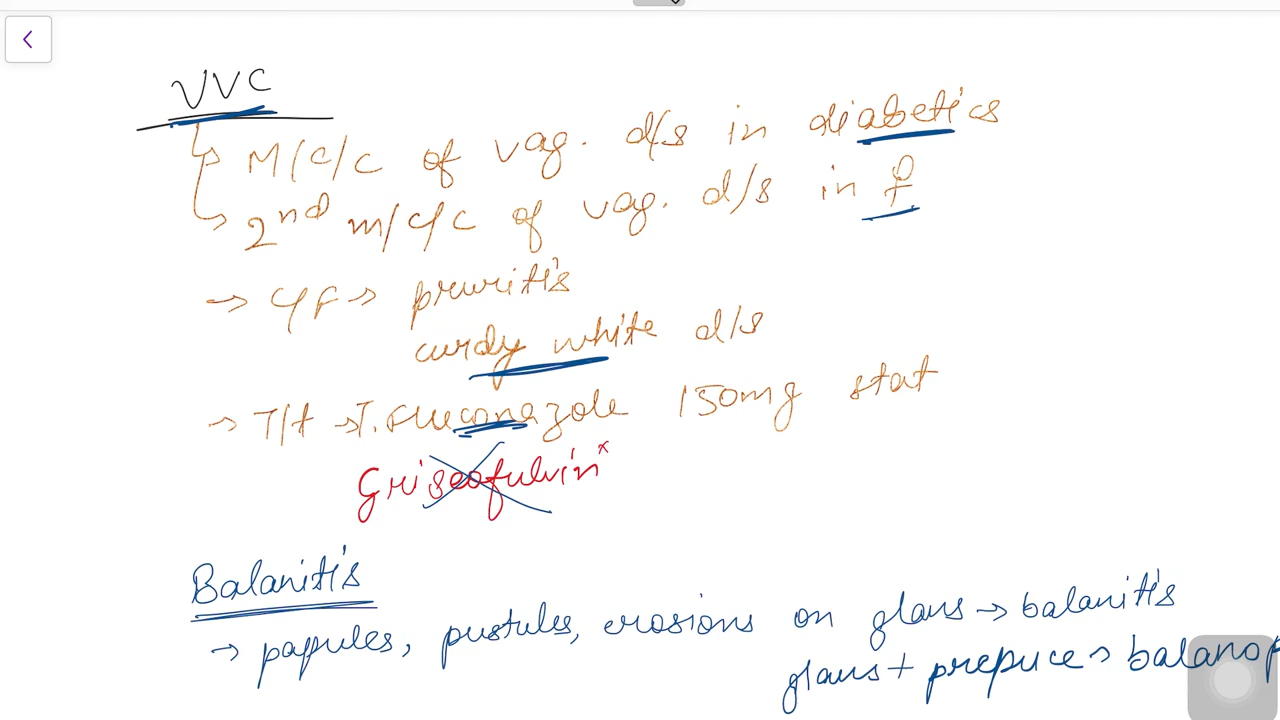 VVC
→ M/C/C of vag. d/s in diabetics
→ 2nd m/c/c of vag. d/s in f
→ C/F → pruritis
curdy white d/s
→ T/t → T. Fluconazole 150mg stat
Griseofulvin*
Balanitis
→ papules, pustules, erosions on glans → balanitis
glans + prepuce → balanop